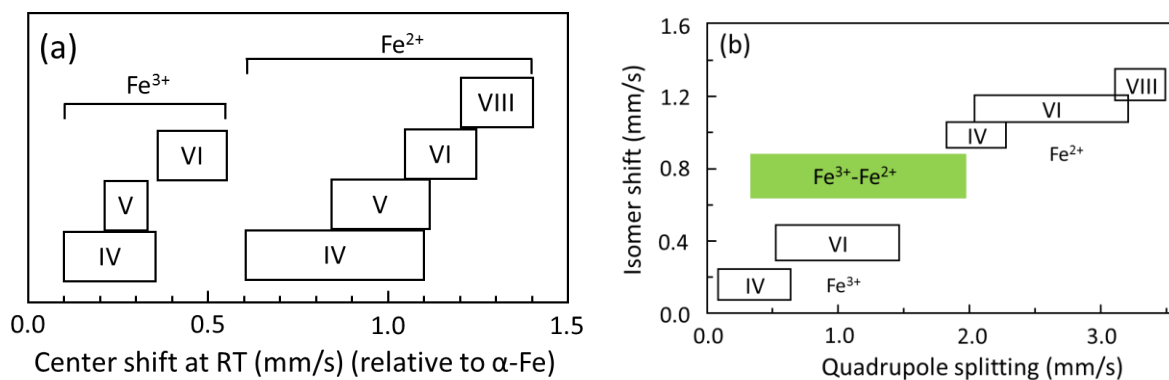 (a)
Fe²⁺
Fe³⁺
VIII
VI
VI
V
V
IV
IV
0.0
0.5
1.0
1.5
Center shift at RT (mm/s) (relative to α-Fe)
(b)
Isomer shift (mm/s)
1.6
1.2
0.8
0.4
0.0
VIII
VI
IV
Fe²⁺
Fe³⁺-Fe²⁺
VI
IV
Fe³⁺
0.0
1.0
2.0
3.0
Quadrupole splitting (mm/s)